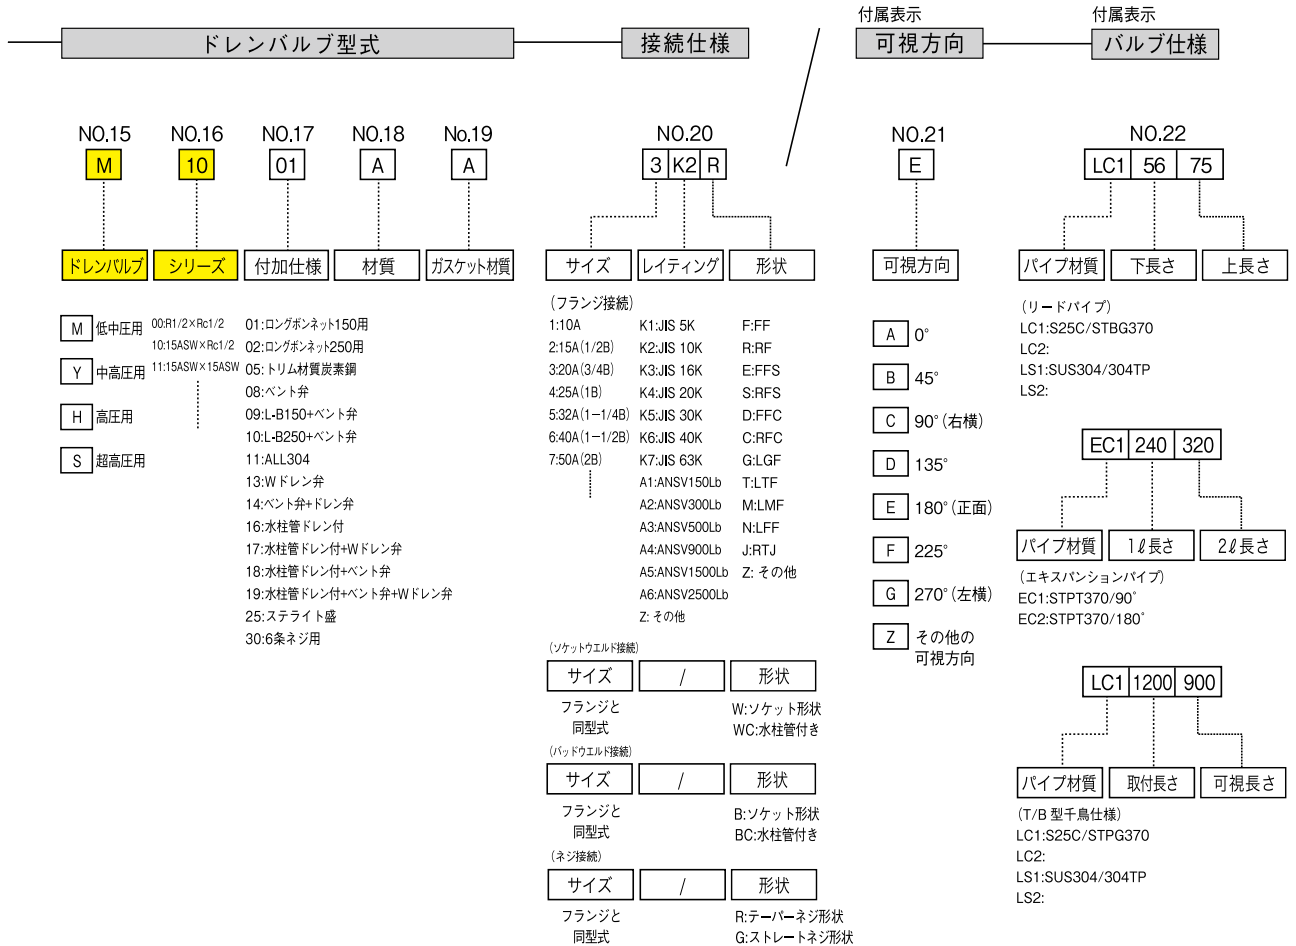 付属表示
付属表示
ドレンバルブ型式
接続仕様
可視方向
バルブ仕様
NO.15
NO.16
NO.17
NO.18
No.19
NO.20
NO.21
NO.22
M
10
01
A
A
3 K2 R
E
LC1 56 75
ドレンバルブ
シリーズ
付加仕様
材質
ガスケット材質
サイズ
レイティング
形状
可視方向
パイプ材質
下長さ
上長さ
M 低中圧用
Y 中高圧用
H 高圧用
S 超高圧用
00:R1/2×Rc1/2
10:15ASW×Rc1/2
11:15ASW×15ASW
01:ロングボンネット150用
02:ロングボンネット250用
05:トリム材質炭素鋼
08:ベント弁
09:L-B150+ベント弁
10:L-B250+ベント弁
11:ALL304
13:Wドレン弁
14:ベント弁+ドレン弁
16:水柱管ドレン付
17:水柱管ドレン付+Wドレン弁
18:水柱管ドレン付+ベント弁
19:水柱管ドレン付+ベント弁+Wドレン弁
25:ステライト盛
30:6条ネジ用
(フランジ接続)
1:10A
2:15A(1/2B)
3:20A(3/4B)
4:25A(1B)
5:32A(1−1/4B)
6:40A(1−1/2B)
7:50A(2B)
K1:JIS 5K
K2:JIS 10K
K3:JIS 16K
K4:JIS 20K
K5:JIS 30K
K6:JIS 40K
K7:JIS 63K
A1:ANSV150Lb
A2:ANSV300Lb
A3:ANSV500Lb
A4:ANSV900Lb
A5:ANSV1500Lb
A6:ANSV2500Lb
Z: その他
F:FF
R:RF
E:FFS
S:RFS
D:FFC
C:RFC
G:LGF
T:LTF
M:LMF
N:LFF
J:RTJ
Z: その他
(ソケットウエルド接続)
サイズ
/
形状
フランジと
同型式
W:ソケット形状
WC:水柱管付き
(バッドウエルド接続)
サイズ
/
形状
フランジと
同型式
B:ソケット形状
BC:水柱管付き
(ネジ接続)
サイズ
/
形状
フランジと
同型式
R:テーパーネジ形状
G:ストレートネジ形状
A 0°
B 45°
C 90°(右横)
D 135°
E 180°(正面)
F 225°
G 270°(左横)
Z その他の
可視方向
(リードパイプ)
LC1:S25C/STBG370
LC2:
LS1:SUS304/304TP
LS2:
EC1 240 320
パイプ材質
1ℓ長さ
2ℓ長さ
(エキスパンションパイプ)
EC1:STPT370/90°
EC2:STPT370/180°
LC1 1200 900
パイプ材質
取付長さ
可視長さ
(T/B 型千鳥仕様)
LC1:S25C/STPG370
LC2:
LS1:SUS304/304TP
LS2: